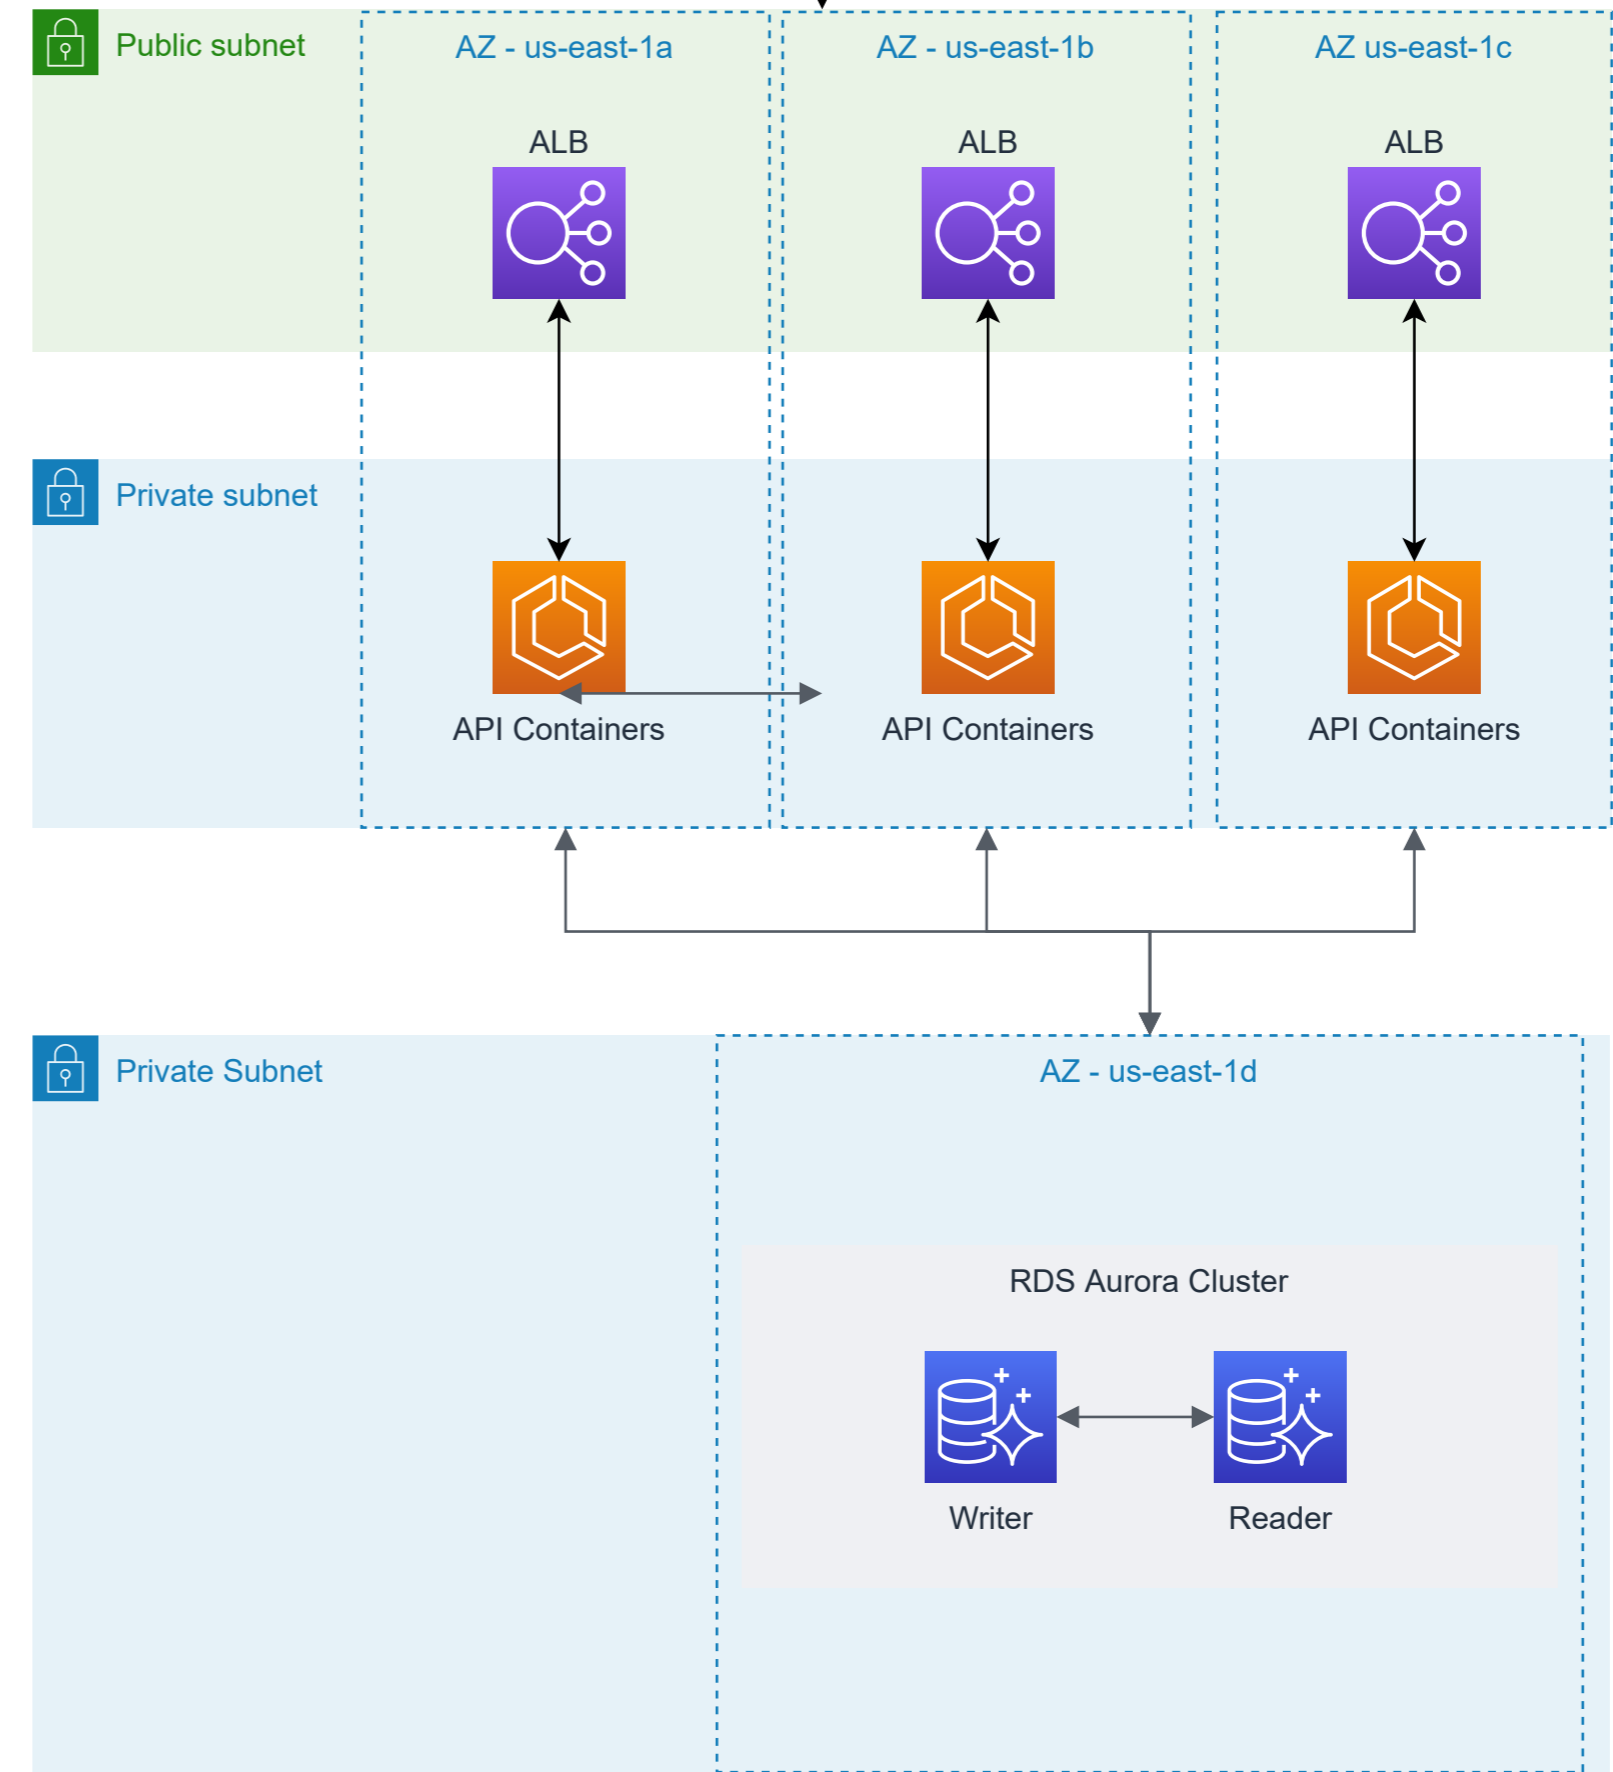 Public subnet
AZ - us-east-1a
AZ - us-east-1b
AZ us-east-1c
ALB
ALB
ALB
Private subnet
API Containers
API Containers
API Containers
Private Subnet
AZ - us-east-1d
RDS Aurora Cluster
Writer
Reader